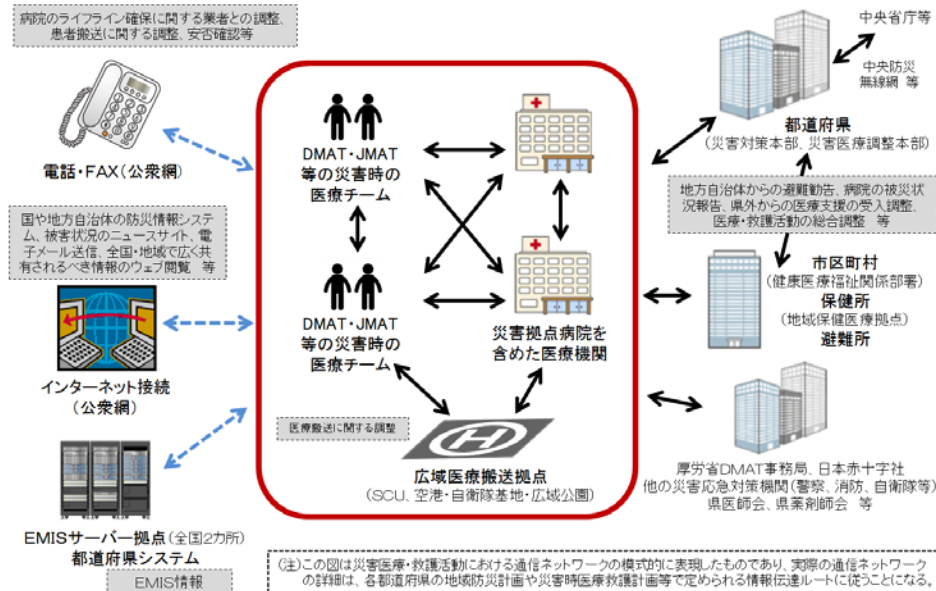 病院のライフライン確保に関する業者との調整、
患者搬送に関する調整、安否確認等
電話・FAX(公衆網)
国や地方自治体の防災情報システ
ム、被害状況のニュースサイト、電
子メール送信、全国・地域で広く共
有されるべき情報のウェブ閲覧　等
インターネット接続
(公衆網)
EMISサーバー拠点(全国2カ所)
都道府県システム
EMIS情報
DMAT・JMAT
等の災害時の
医療チーム
DMAT・JMAT
等の災害時の
医療チーム
災害拠点病院を
含めた医療機関
医療搬送に関する調整
H
広域医療搬送拠点
(SCU、空港・自衛隊基地・広域公園)
中央省庁等
中央防災
無線網 等
都道府県
(災害対策本部、災害医療調整本部)
地方自治体からの避難勧告、病院の被災状
況報告、県外からの医療支援の受入調整、
医療・救護活動の総合調整　等
市区町村
(健康医療福祉関係部署)
保健所
(地域保健医療拠点)
避難所
厚労省DMAT事務局、日本赤十字社
他の災害応急対策機関(警察、消防、自衛隊等)
県医師会、県薬剤師会　等
(注)この図は災害医療・救護活動における通信ネットワークの模式的に表現したものであり、実際の通信ネットワーク
の詳細は、各都道府県の地域防災計画や災害時医療救護計画等で定められる情報伝達ルートに従うことになる。